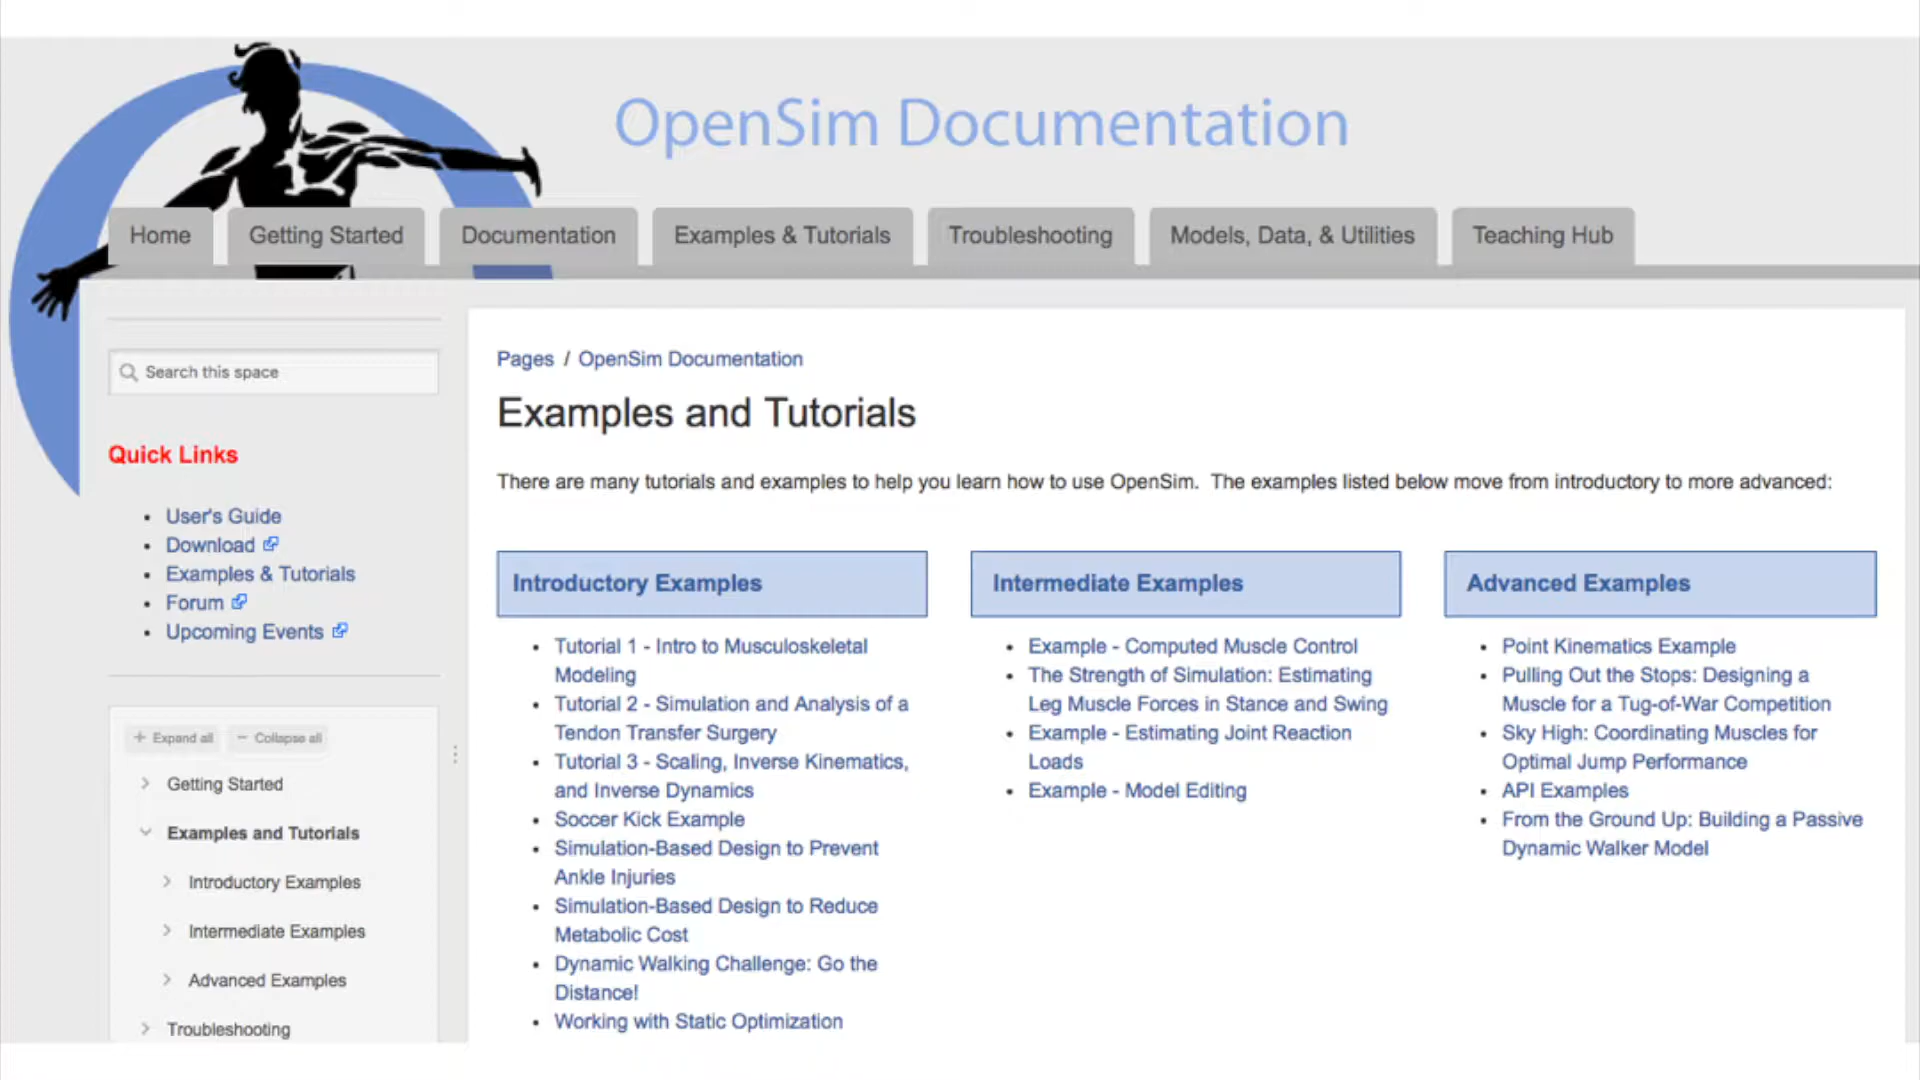 OpenSim Documentation
Home
Getting Started
Documentation
Examples & Tutorials
Troubleshooting
Models, Data, & Utilities
Teaching Hub
Search this space
Quick Links
User's Guide
Download
Examples & Tutorials
Forum
Upcoming Events
+ Expand all
− Collapse all
Getting Started
Examples and Tutorials
Introductory Examples
Intermediate Examples
Advanced Examples
Troubleshooting
Pages / OpenSim Documentation
Examples and Tutorials
There are many tutorials and examples to help you learn how to use OpenSim. The examples listed below move from introductory to more advanced:
Introductory Examples
Tutorial 1 - Intro to Musculoskeletal
Modeling
Tutorial 2 - Simulation and Analysis of a
Tendon Transfer Surgery
Tutorial 3 - Scaling, Inverse Kinematics,
and Inverse Dynamics
Soccer Kick Example
Simulation-Based Design to Prevent
Ankle Injuries
Simulation-Based Design to Reduce
Metabolic Cost
Dynamic Walking Challenge: Go the
Distance!
Working with Static Optimization
Intermediate Examples
Example - Computed Muscle Control
The Strength of Simulation: Estimating
Leg Muscle Forces in Stance and Swing
Example - Estimating Joint Reaction
Loads
Example - Model Editing
Advanced Examples
Point Kinematics Example
Pulling Out the Stops: Designing a
Muscle for a Tug-of-War Competition
Sky High: Coordinating Muscles for
Optimal Jump Performance
API Examples
From the Ground Up: Building a Passive
Dynamic Walker Model